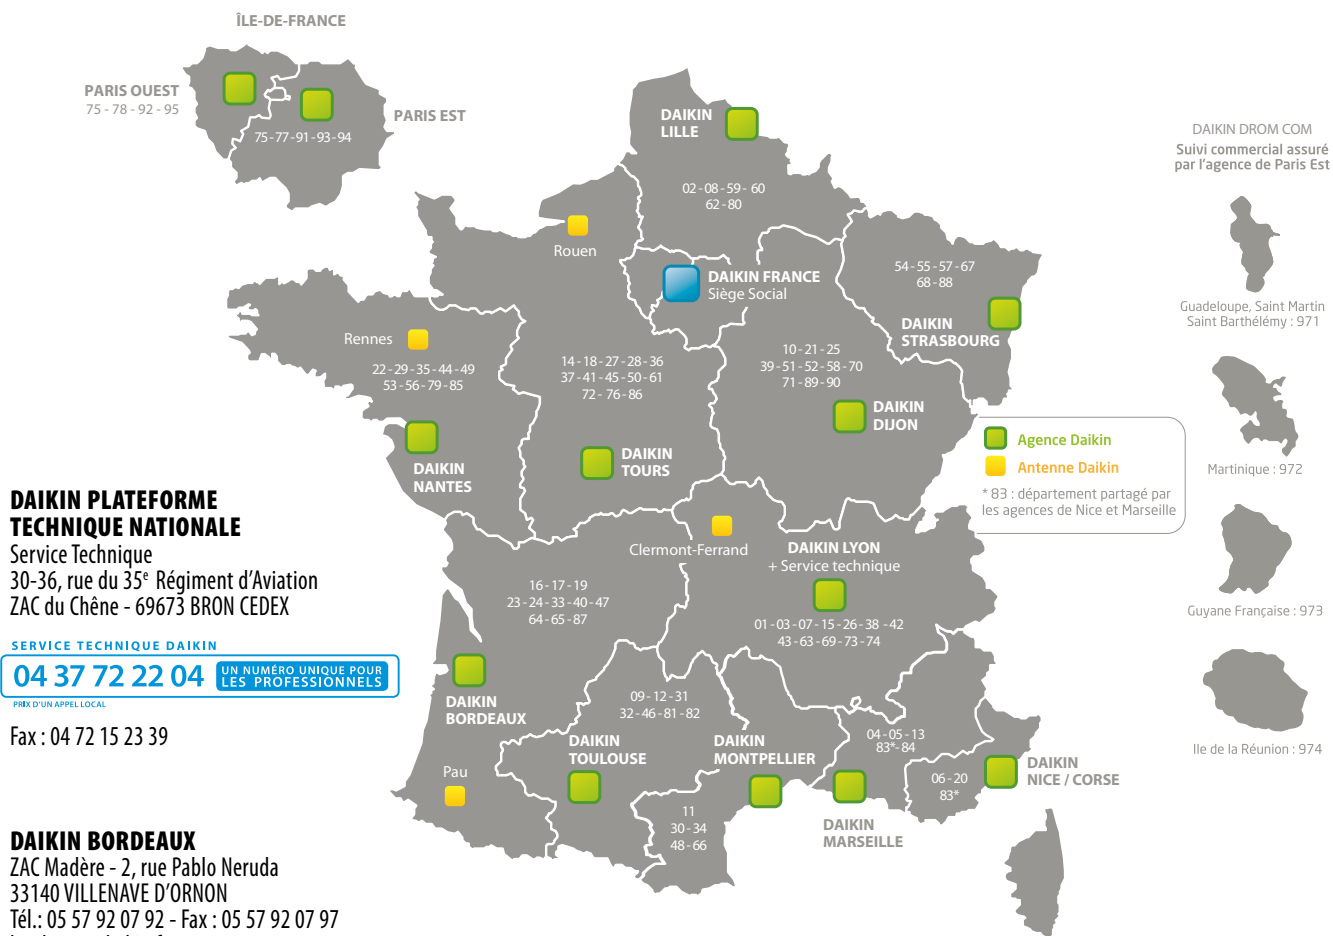 ÎLE-DE-FRANCE
PARIS OUEST
75 - 78 - 92 - 95
PARIS EST
75 - 77 - 91 - 93 - 94
DAIKIN
LILLE
02 - 08 - 59 - 60
62 - 80
Rouen
DAIKIN FRANCE
Siège Social
54 - 55 - 57 - 67
68 - 88
DAIKIN
STRASBOURG
Rennes
22 - 29 - 35 - 44 - 49
53 - 56 - 79 - 85
DAIKIN
NANTES
14 - 18 - 27 - 28 - 36
37 - 41 - 45 - 50 - 61
72 - 76 - 86
DAIKIN
TOURS
10 - 21 - 25
39 - 51 - 52 - 58 - 70
71 - 89 - 90
DAIKIN
DIJON
Clermont-Ferrand
DAIKIN LYON
+ Service technique
01 - 03 - 07 - 15 - 26 - 38 - 42
43 - 63 - 69 - 73 - 74
16 - 17 - 19
23 - 24 - 33 - 40 - 47
64 - 65 - 87
DAIKIN
BORDEAUX
Pau
09 - 12 - 31
32 - 46 - 81 - 82
DAIKIN
TOULOUSE
DAIKIN
MONTPELLIER
11
30 - 34
48 - 66
04 - 05 - 13
83*- 84
DAIKIN
MARSEILLE
06 - 20
83*
DAIKIN
NICE / CORSE
Agence Daikin
Antenne Daikin
* 83 : département partagé par
les agences de Nice et Marseille
DAIKIN DROM COM
Suivi commercial assuré
par l'agence de Paris Est
Guadeloupe, Saint Martin
Saint Barthélémy : 971
Martinique : 972
Guyane Française : 973
Ile de la Réunion : 974
DAIKIN PLATEFORME
TECHNIQUE NATIONALE
Service Technique
30-36, rue du 35e Régiment d'Aviation
ZAC du Chêne - 69673 BRON CEDEX
SERVICE TECHNIQUE DAIKIN
04 37 72 22 04
UN NUMÉRO UNIQUE POUR
LES PROFESSIONNELS
PRIX D'UN APPEL LOCAL
Fax : 04 72 15 23 39
DAIKIN BORDEAUX
ZAC Madère - 2, rue Pablo Neruda
33140 VILLENAVE D'ORNON
Tél.: 05 57 92 07 92 - Fax : 05 57 92 07 97